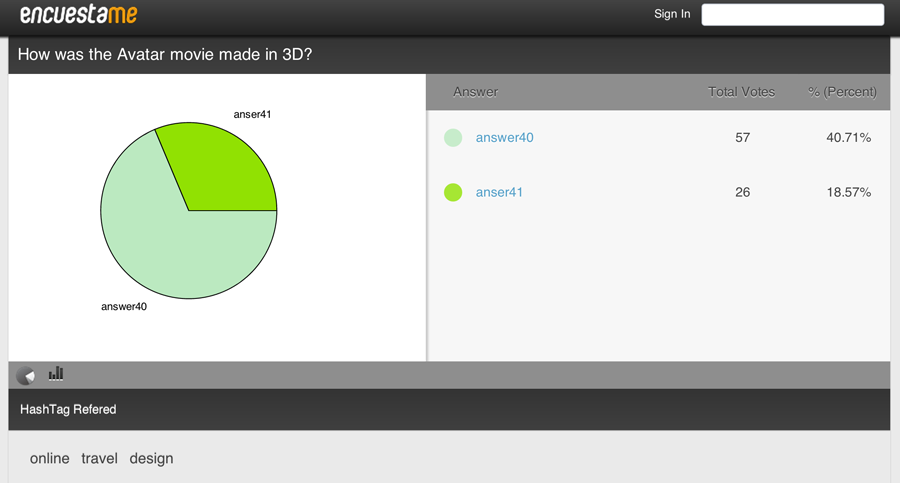 encuestame
Sign In
How was the Avatar movie made in 3D?
anser41
answer40
Answer Total Votes % (Percent)
answer40 57 40.71%
anser41 26 18.57%
HashTag Refered
online travel design